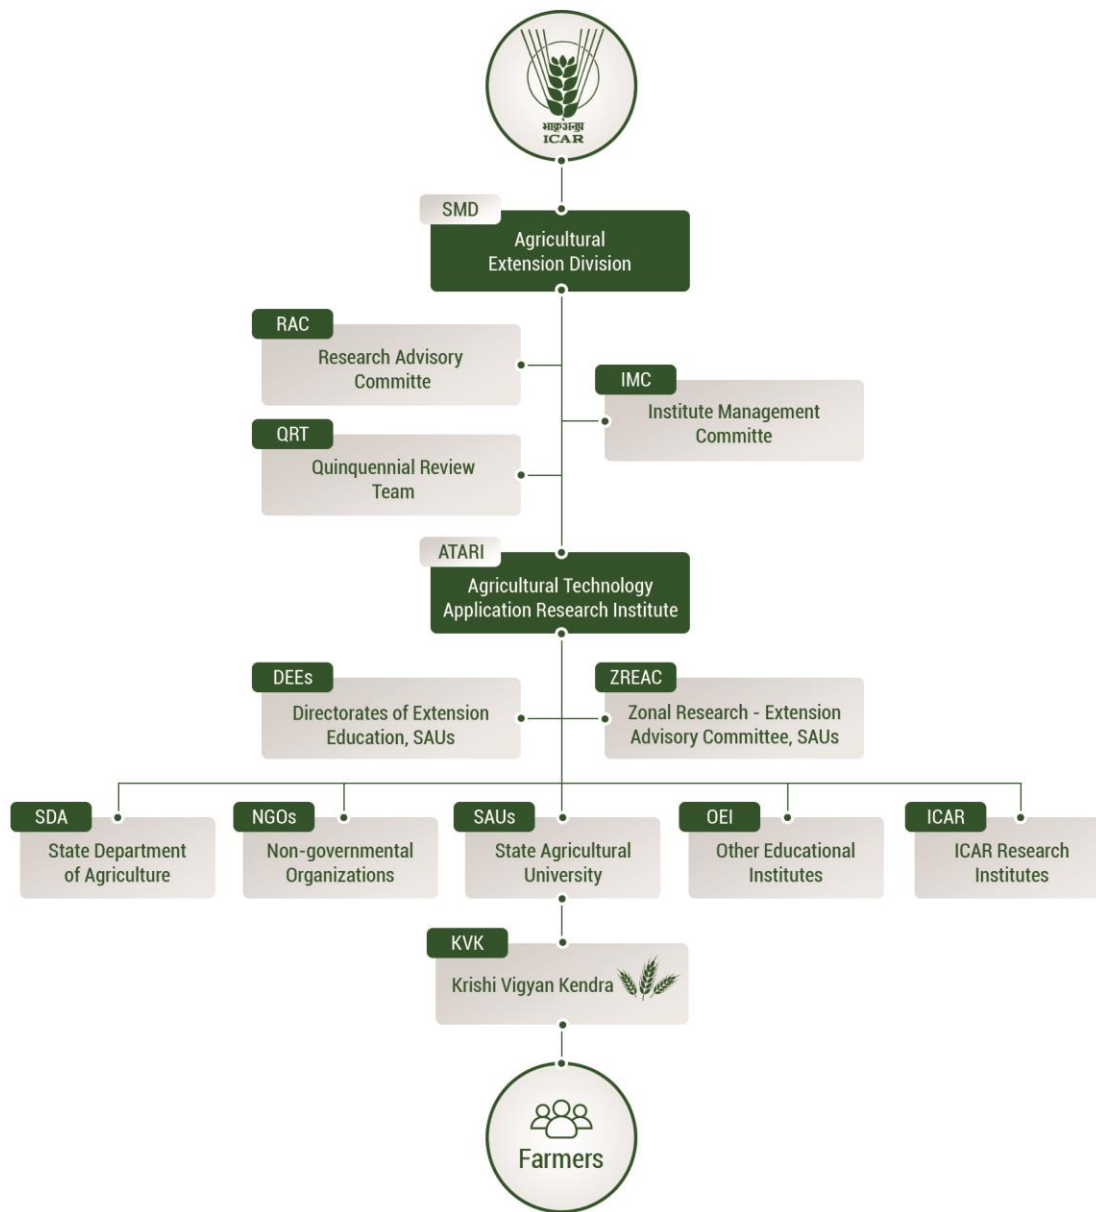 भाकृअनुप
ICAR
SMD
Agricultural
Extension Division
RAC
Research Advisory
Committe
IMC
Institute Management
Committe
QRT
Quinquennial Review
Team
ATARI
Agricultural Technology
Application Research Institute
DEEs
Directorates of Extension
Education, SAUs
ZREAC
Zonal Research - Extension
Advisory Committee, SAUs
SDA
State Department
of Agriculture
NGOs
Non-governmental
Organizations
SAUs
State Agricultural
University
OEI
Other Educational
Institutes
ICAR
ICAR Research
Institutes
KVK
Krishi Vigyan Kendra
Farmers